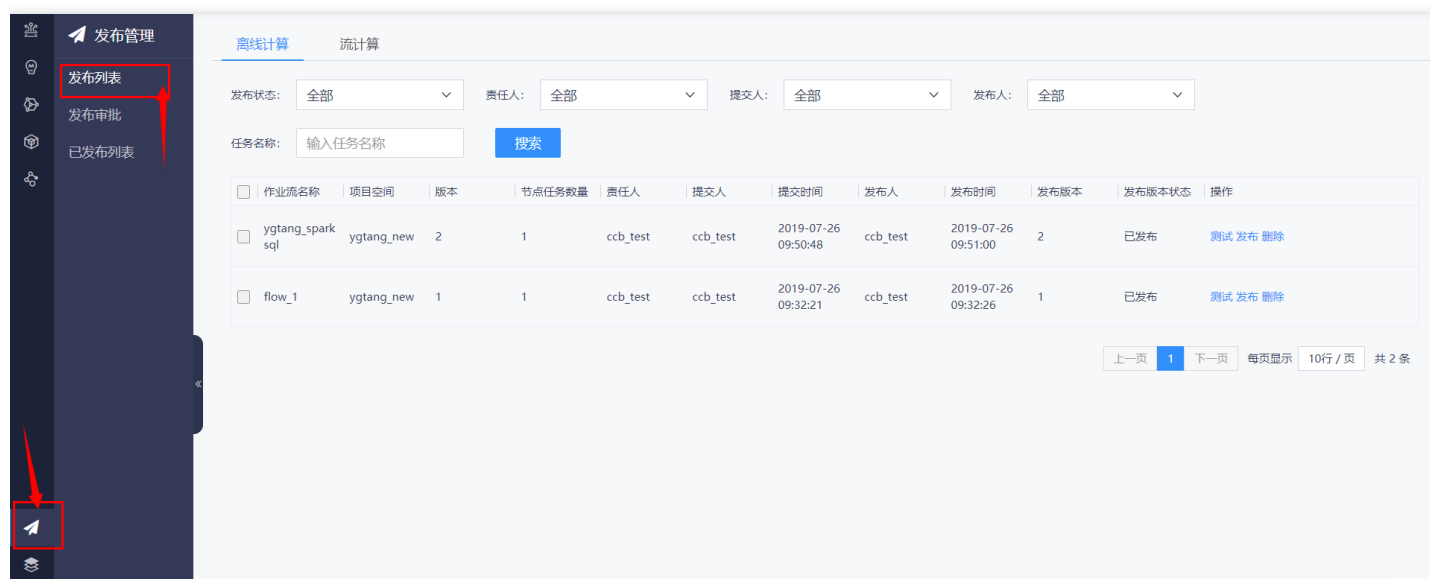 发布管理
发布列表
发布审批
已发布列表
离线计算 流计算
发布状态: 全部 责任人: 全部 提交人: 全部 发布人: 全部
任务名称: 输入任务名称 搜索
作业流名称 项目空间 版本 节点任务数量 责任人 提交人 提交时间 发布人 发布时间 发布版本 发布版本状态 操作
ygtang_spark
sql ygtang_new 2 1 ccb_test ccb_test 2019-07-26
09:50:48 ccb_test 2019-07-26
09:51:00 2 已发布 测试 发布 删除
flow_1 ygtang_new 1 1 ccb_test ccb_test 2019-07-26
09:32:21 ccb_test 2019-07-26
09:32:26 1 已发布 测试 发布 删除
上一页 1 下一页 每页显示 10行 / 页 共 2 条